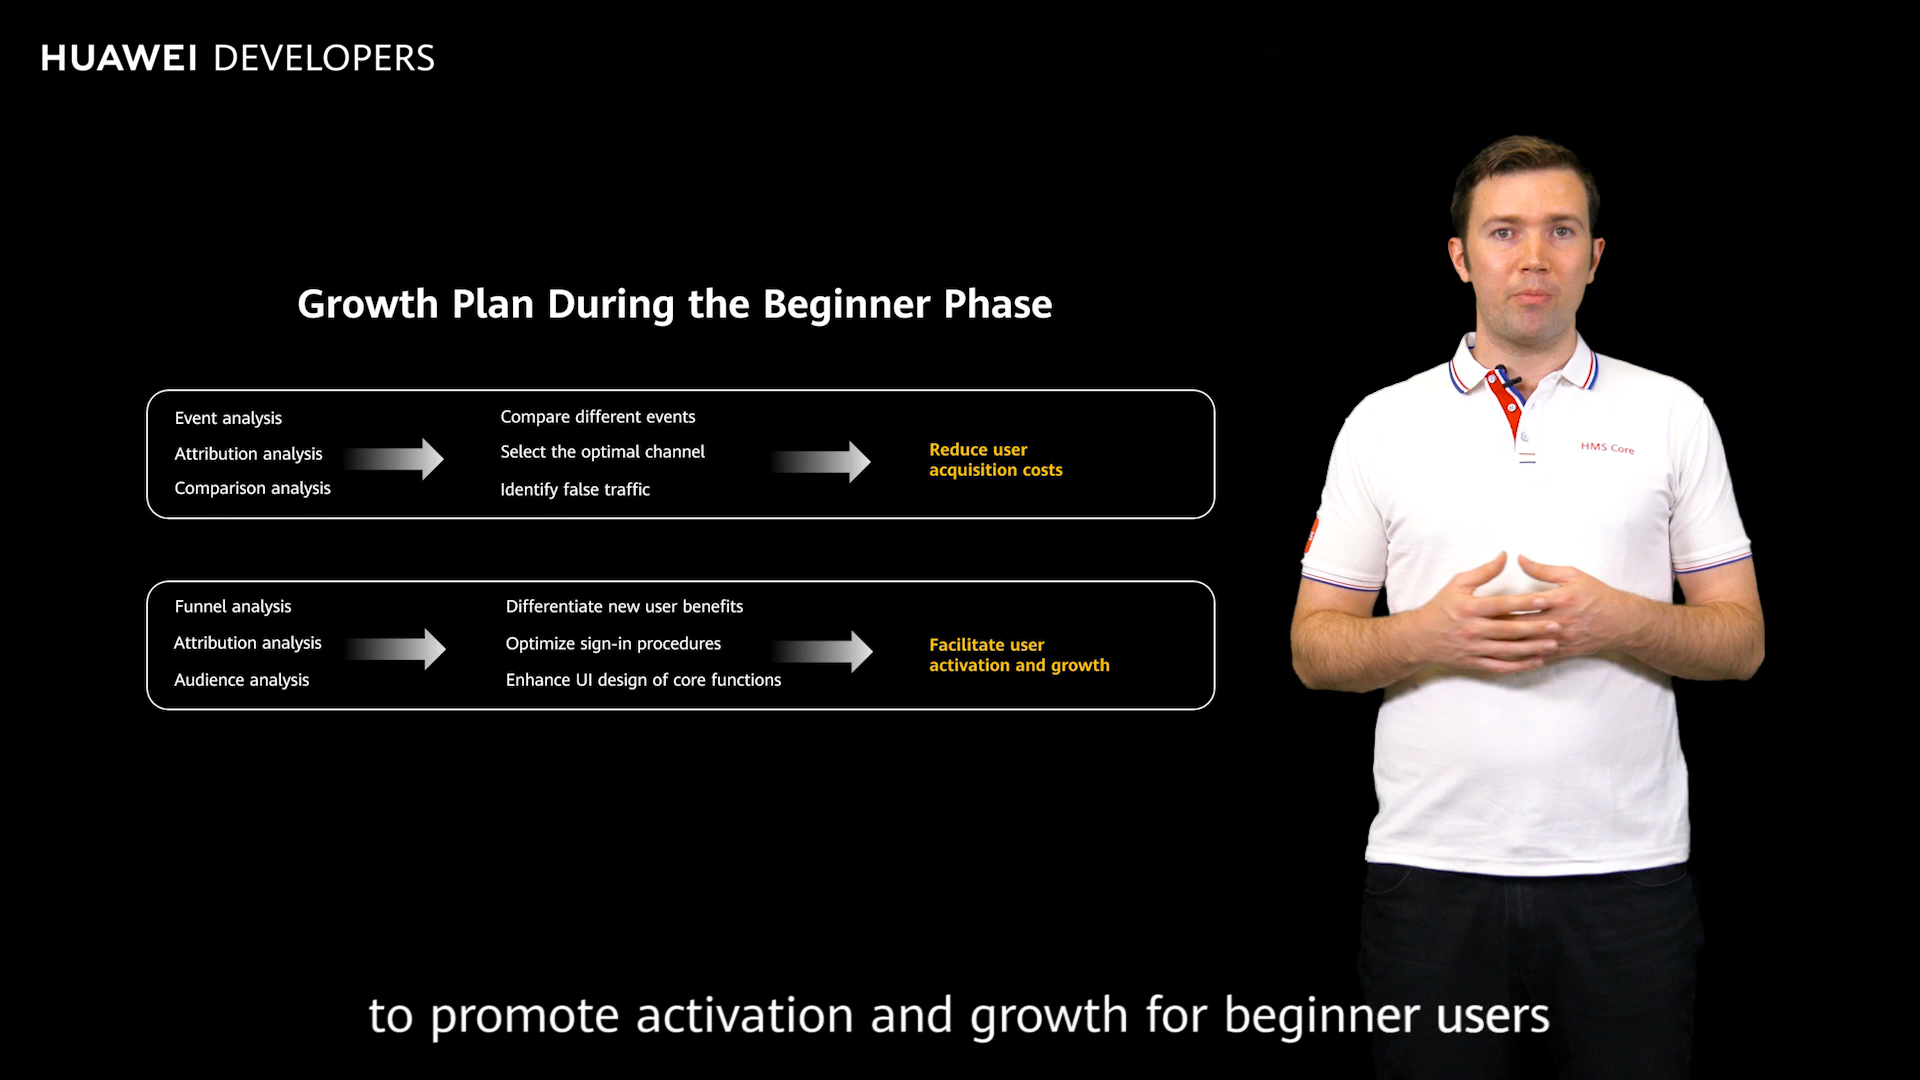 HUAWEI DEVELOPERS
Growth Plan During the Beginner Phase
Event analysis
Attribution analysis
Comparison analysis
Compare different events
Select the optimal channel
Identify false traffic
Reduce user
acquisition costs
Funnel analysis
Attribution analysis
Audience analysis
Differentiate new user benefits
Optimize sign-in procedures
Enhance UI design of core functions
Facilitate user
activation and growth
HMS Core
to promote activation and growth for beginner users